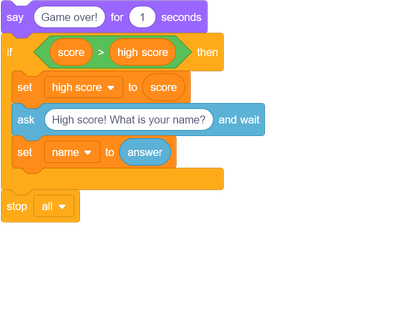 say Game over! for 1 seconds
if score > high score then
set high score to score
ask High score! What is your name? and wait
set name to answer
stop all